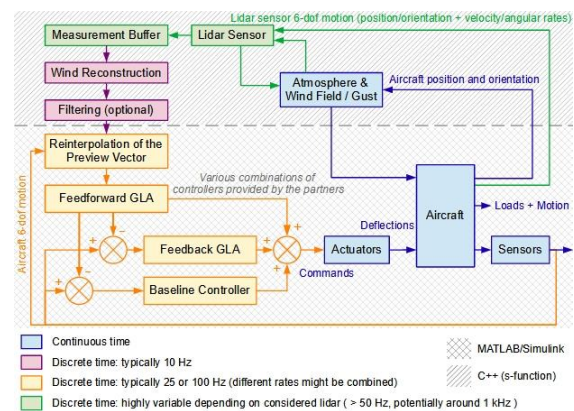 Lidar sensor 6-dof motion (position/orientation + velocity/angular rates)
Measurement Buffer
Lidar Sensor
Wind Reconstruction
Atmosphere &
Wind Field / Gust
Aircraft position and orientation
Filtering (optional)
Reinterpolation of the
Preview Vector
Various combinations of
controllers provided by the partners
Feedforward GLA
Aircraft 6-dof motion
Aircraft
Loads + Motion
Deflections
+
−
+
Feedback GLA
+
+
+
Actuators
Sensors
Commands
+
−
Baseline Controller
Continuous time
MATLAB/Simulink
Discrete time: typically 10 Hz
Discrete time: typically 25 or 100 Hz (different rates might be combined)
C++ (s-function)
Discrete time: highly variable depending on considered lidar ( > 50 Hz, potentially around 1 kHz )